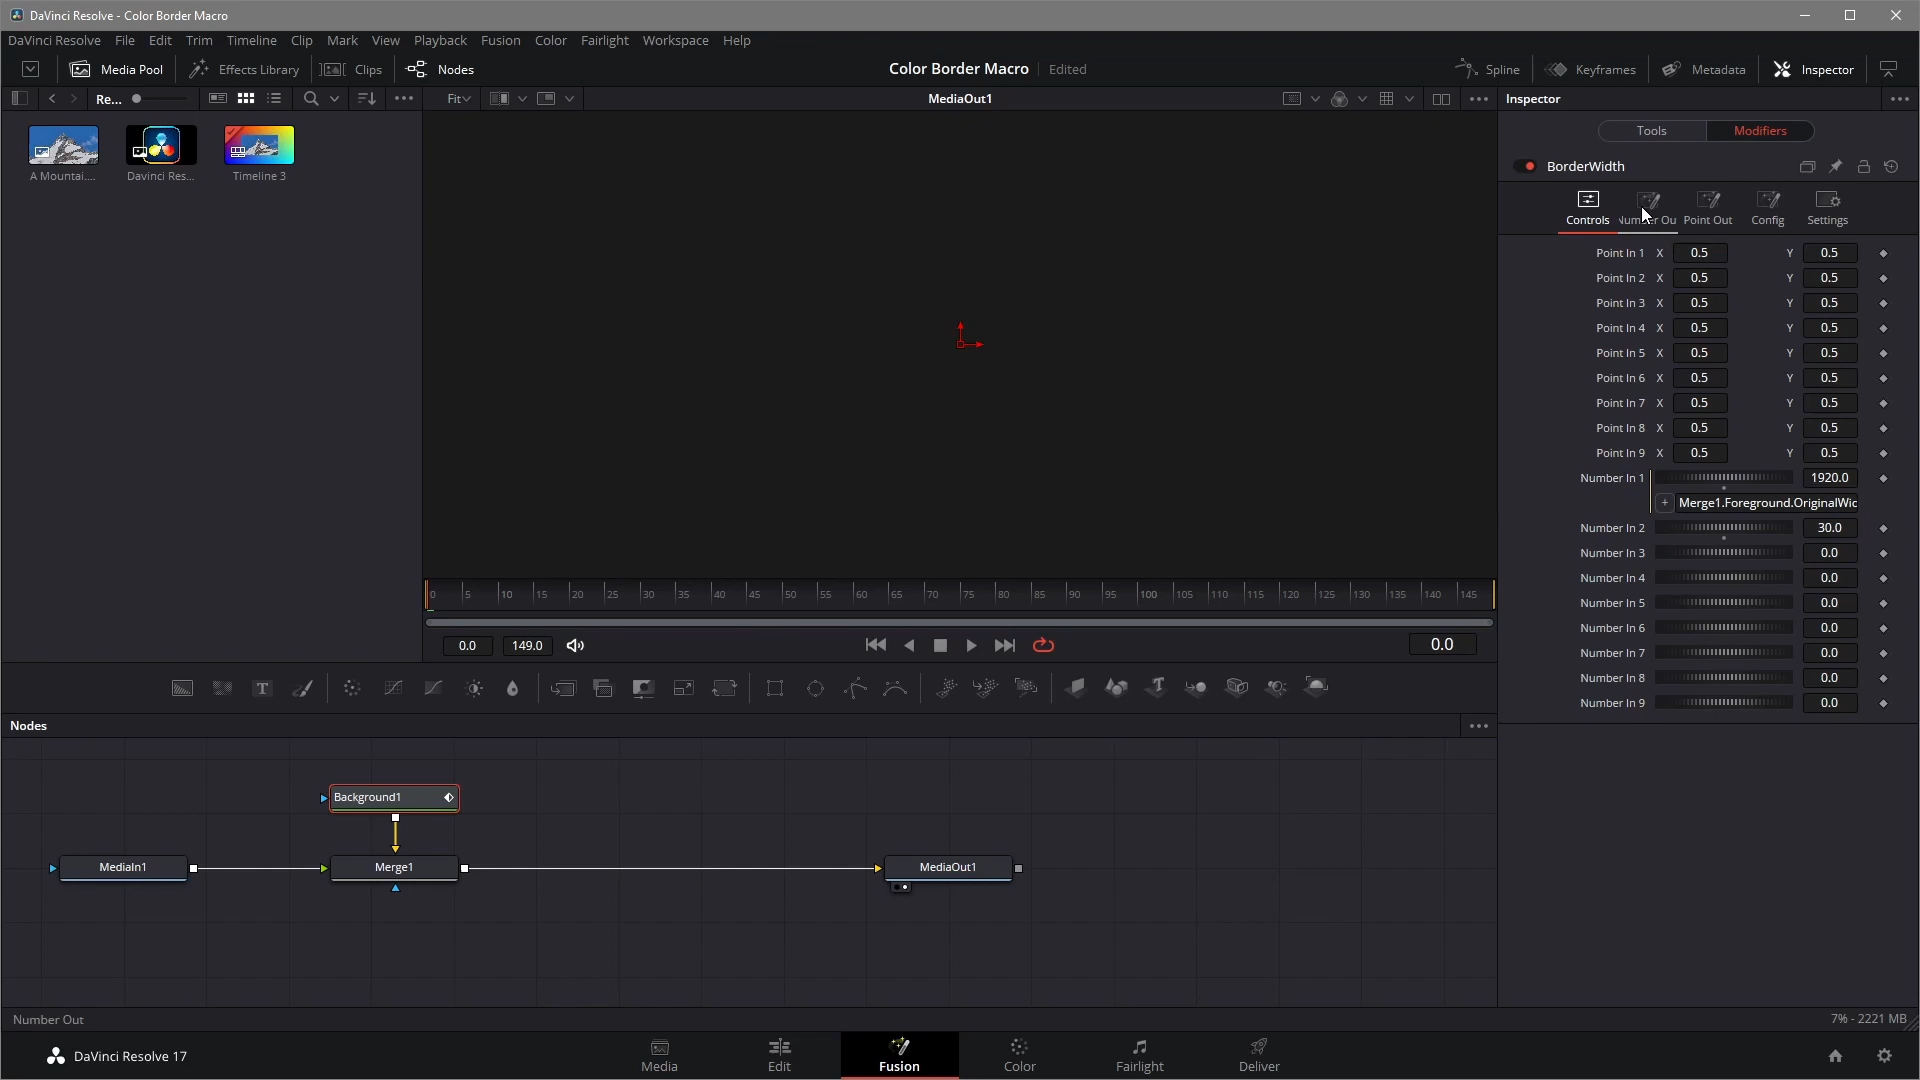 DaVinci Resolve - Color Border Macro
DaVinci Resolve File Edit Trim Timeline Clip Mark View Playback Fusion Color Fairlight Workspace Help
Media Pool Effects Library Clips Nodes Color Border Macro Edited Spline Keyframes Metadata Inspector
Re... Fit MediaOut1 Inspector
Tools Modifiers
BorderWidth
Controls Point Out Config Settings
A Mountai.... Davinci Res... Timeline 3
Point In 1 X 0.5 Y 0.5
Point In 2 X 0.5 Y 0.5
Point In 3 X 0.5 Y 0.5
Point In 4 X 0.5 Y 0.5
Point In 5 X 0.5 Y 0.5
Point In 6 X 0.5 Y 0.5
Point In 7 X 0.5 Y 0.5
Point In 8 X 0.5 Y 0.5
Point In 9 X 0.5 Y 0.5
Number In 1 1920.0
+ Merge1.Foreground.OriginalWic
Number In 2 30.0
Number In 3 0.0
Number In 4 0.0
Number In 5 0.0
Number In 6 0.0
Number In 7 0.0
Number In 8 0.0
Number In 9 0.0
0 5 10 15 20 25 30 35 40 45 50 55 60 65 70 75 80 85 90 95 100 105 110 115 120 125 130 135 140 145
0.0 149.0 0.0
T
Nodes
Background1
MediaIn1 Merge1 MediaOut1
Number Out 7% - 2221 MB
DaVinci Resolve 17 Media Edit Fusion Color Fairlight Deliver